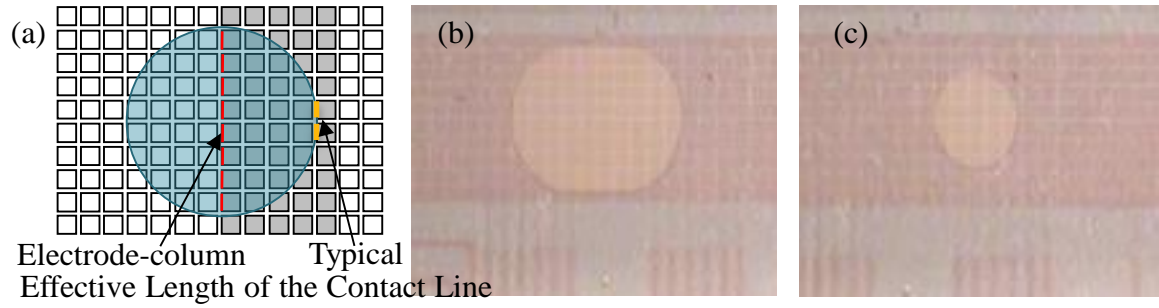 (a)
(b)
(c)
Electrode-column
Typical
Effective Length of the Contact Line